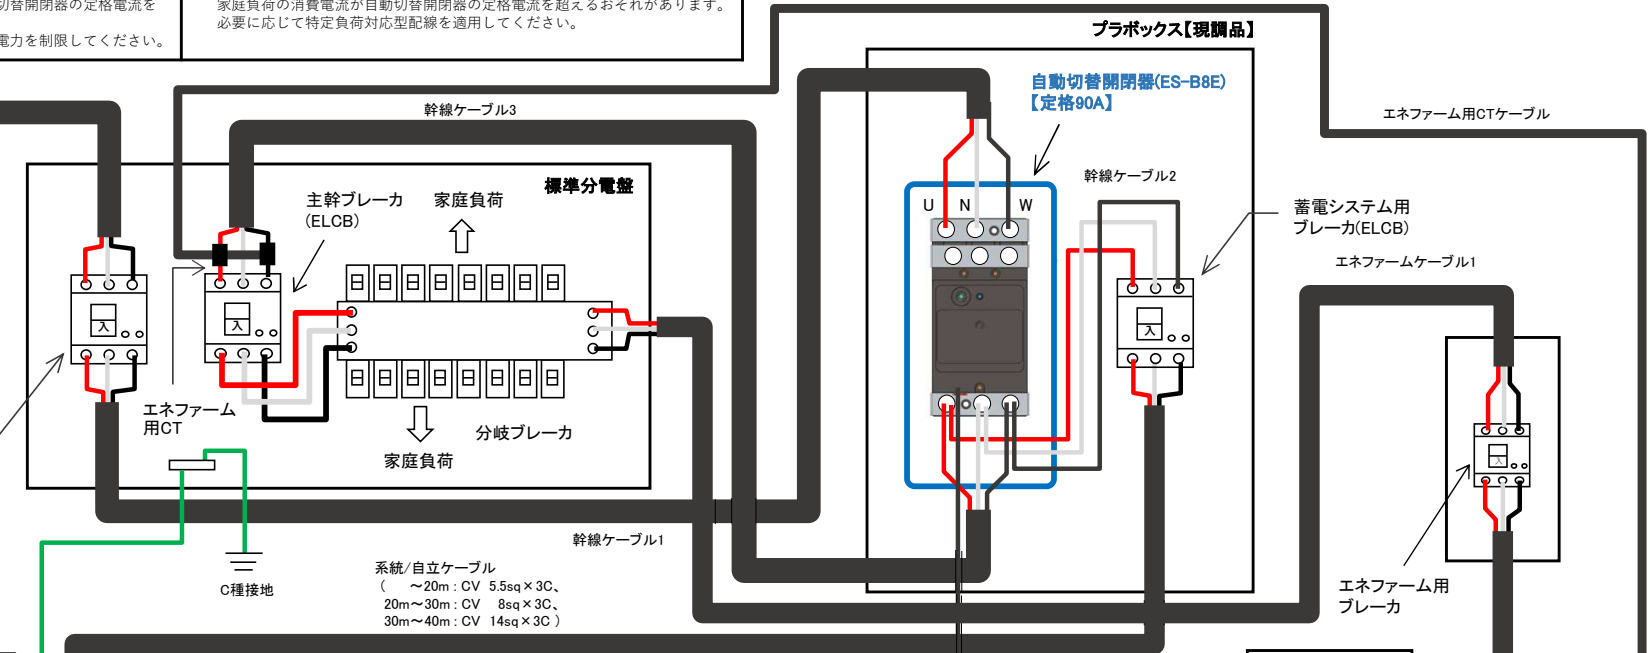 切替開閉器の定格電流を
電力を制限してください。
家庭負荷の消費電流が自動切替開閉器の定格電流を超えるおそれがあります。
必要に応じて特定負荷対応型配線を適用してください。
プラボックス【現調品】
自動切替開閉器(ES-B8E)
【定格90A】
エネファーム用CTケーブル
幹線ケーブル3
標準分電盤
主幹ブレーカ
(ELCB)
家庭負荷
U N W
幹線ケーブル2
蓄電システム用
ブレーカ(ELCB)
エネファームケーブル1
入
入
入
入
エネファーム
用CT
分岐ブレーカ
家庭負荷
幹線ケーブル1
C種接地
系統/自立ケーブル
( ～20m : CV 5.5sq×3C、
20m～30m : CV 8sq×3C、
30m～40m : CV 14sq×3C )
エネファーム用
ブレーカ